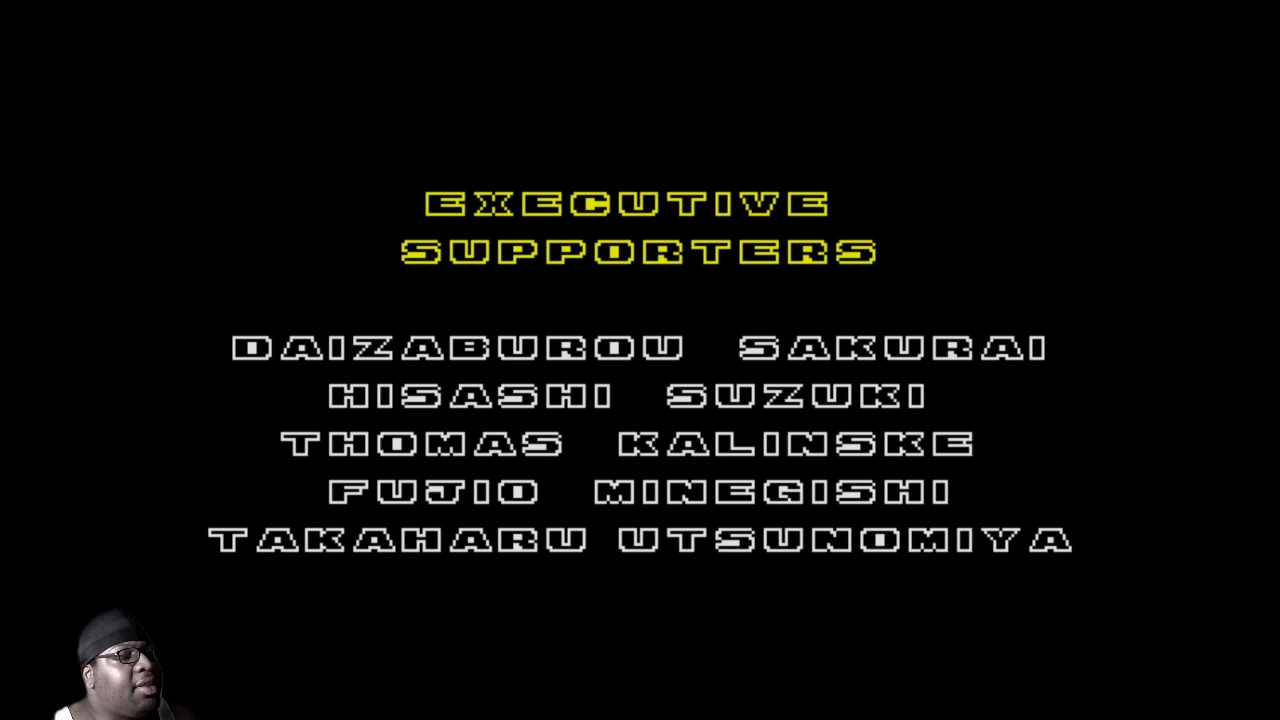 EXECUTIVE
SUPPORTERS
DAIZABUROU SAKURAI
HISASHI SUZUKI
THOMAS KALINSKE
FUJIO MINEGISHI
TAKAHARU UTSUNOMIYA